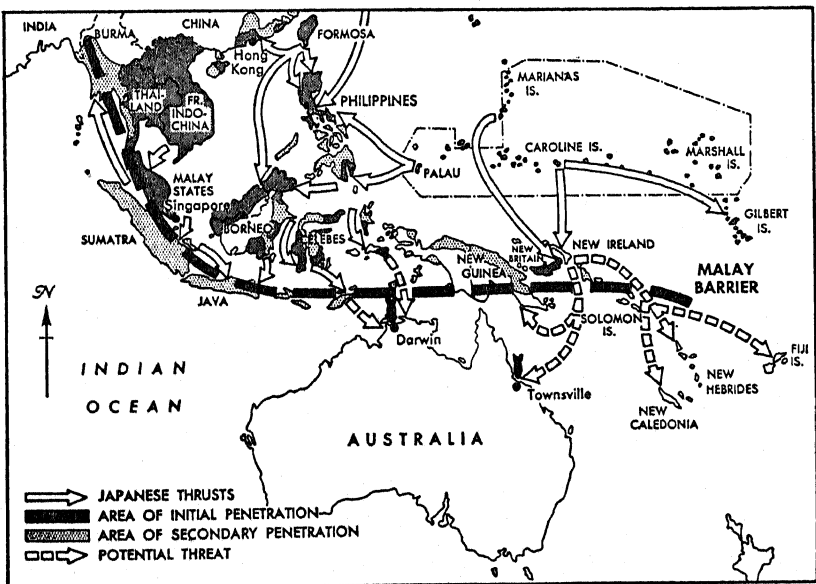 INDIA
BURMA
CHINA
FORMOSA
Hong
Kong
THAI-
LAND
FR.
INDO-
CHINA
PHILIPPINES
MARIANAS
IS.
CAROLINE IS.
MARSHALL
IS.
PALAU
MALAY
STATES
Singapore
GILBERT
IS.
SUMATRA
BORNEO
CELEBES
NEW
GUINEA
NEW
BRITAIN
NEW IRELAND
MALAY
BARRIER
JAVA
SOLOMON
IS.
N
Darwin
FIJI
IS.
INDIAN
OCEAN
Townsville
NEW
HEBRIDES
NEW
CALEDONIA
AUSTRALIA
JAPANESE THRUSTS
AREA OF INITIAL PENETRATION
AREA OF SECONDARY PENETRATION
POTENTIAL THREAT